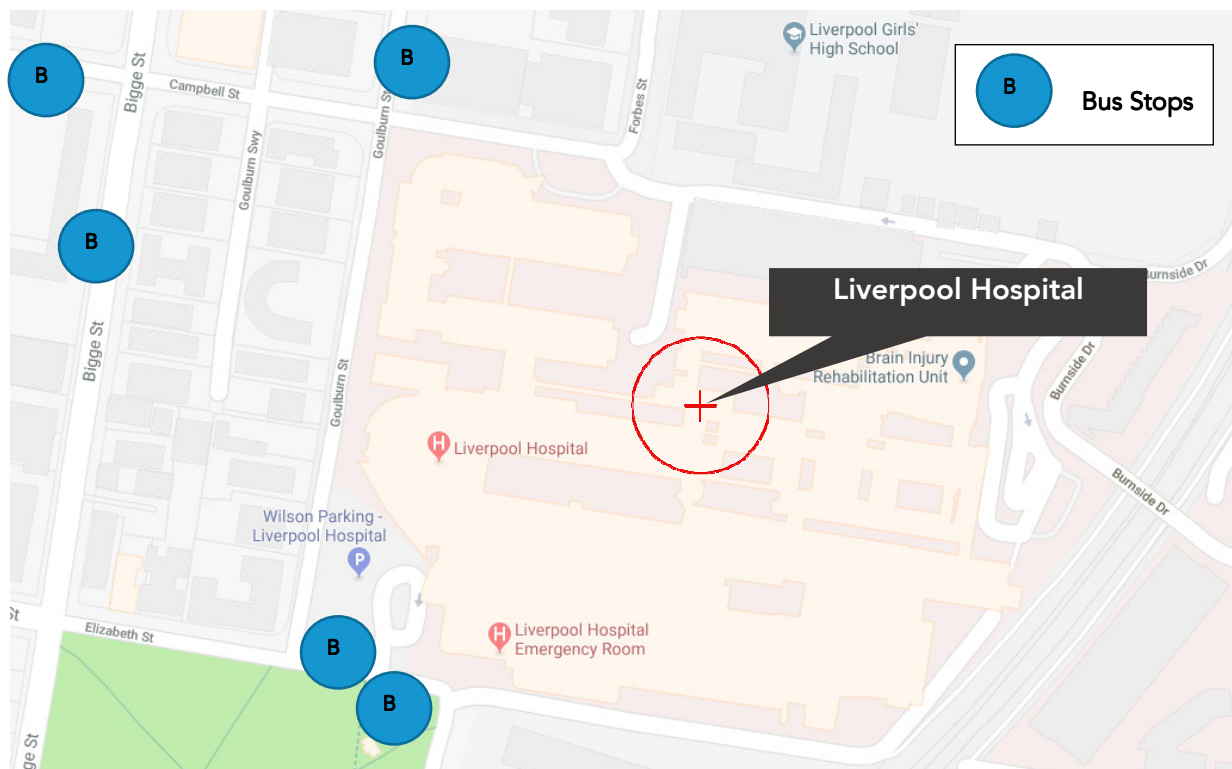 Liverpool Girls'
High School
B
B
B
Bus Stops
Bigge St
Campbell St
Goulburn St
Forbes St
Goulburn Swy
B
Burnside Dr
Liverpool Hospital
Bigge St
Goulburn St
Brain Injury
Rehabilitation Unit
Burnside Dr
H
Liverpool Hospital
Burnside Dr
Wilson Parking -
Liverpool Hospital
P
St
Elizabeth St
B
H
Liverpool Hospital
Emergency Room
B
Bigge St